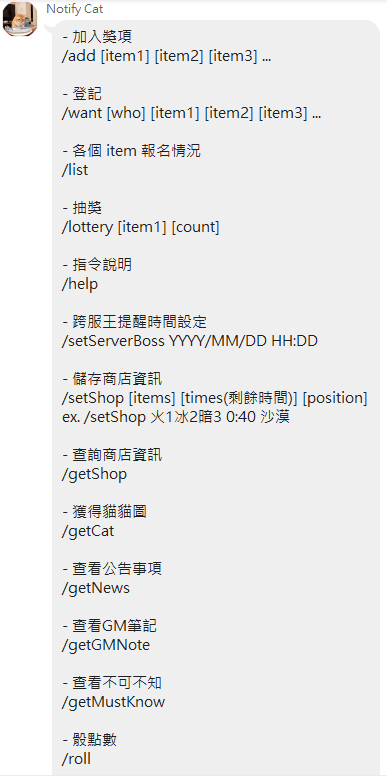 Notify Cat
- 加入獎項
/add [item1] [item2] [item3] ...
- 登記
/want [who] [item1] [item2] [item3] ...
- 各個 item 報名情況
/list
- 抽獎
/lottery [item1] [count]
- 指令說明
/help
- 跨服王提醒時間設定
/setServerBoss YYYY/MM/DD HH:DD
- 儲存商店資訊
/setShop [items] [times(剩餘時間)] [position]
ex. /setShop 火1冰2暗3 0:40 沙漠
- 查詢商店資訊
/getShop
- 獲得貓貓圖
/getCat
- 查看公告事項
/getNews
- 查看GM筆記
/getGMNote
- 查看不可不知
/getMustKnow
- 骰點數
/roll